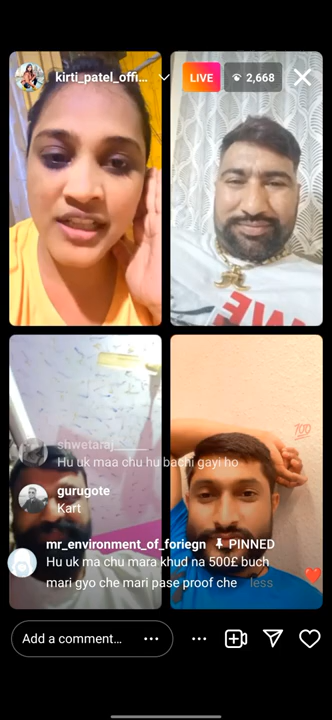 kirti_patel_offi...
LIVE
2,668
💯
shwetaraj_____
Hu uk maa chu hu bachi gayi ho
gurugote
Kart
mr_environment_of_foriegn PINNED
Hu uk ma chu mara khud na 500£ buch
mari gyo che mari pase proof che less
Add a comment...